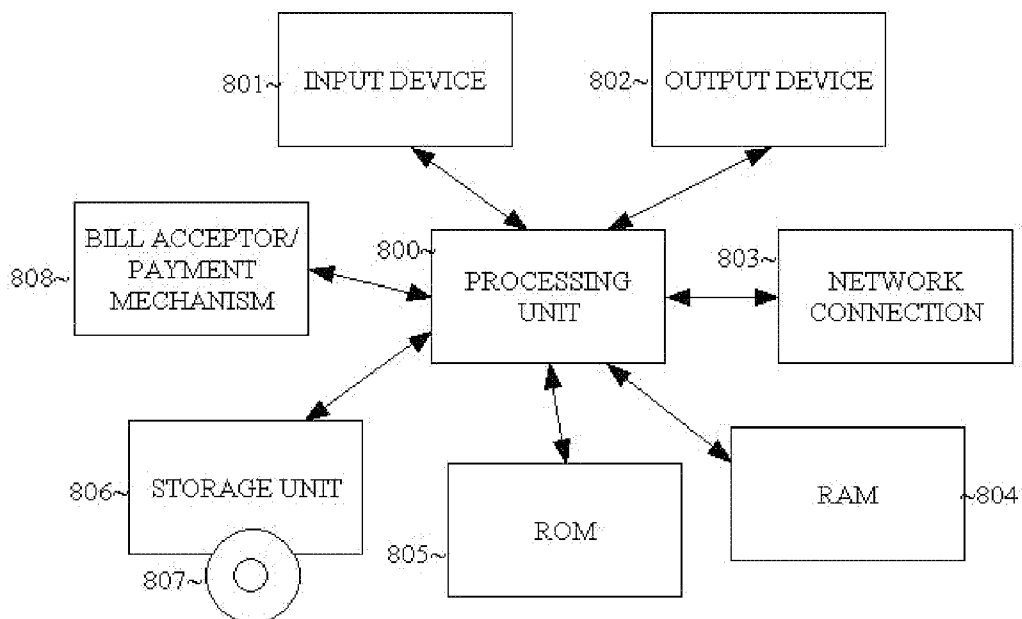 801~
INPUT DEVICE
802~
OUTPUT DEVICE
808~
BILL ACCEPTOR/
PAYMENT
MECHANISM
800~
PROCESSING
UNIT
803~
NETWORK
CONNECTION
806~
STORAGE UNIT
807~
805~
ROM
RAM
~804